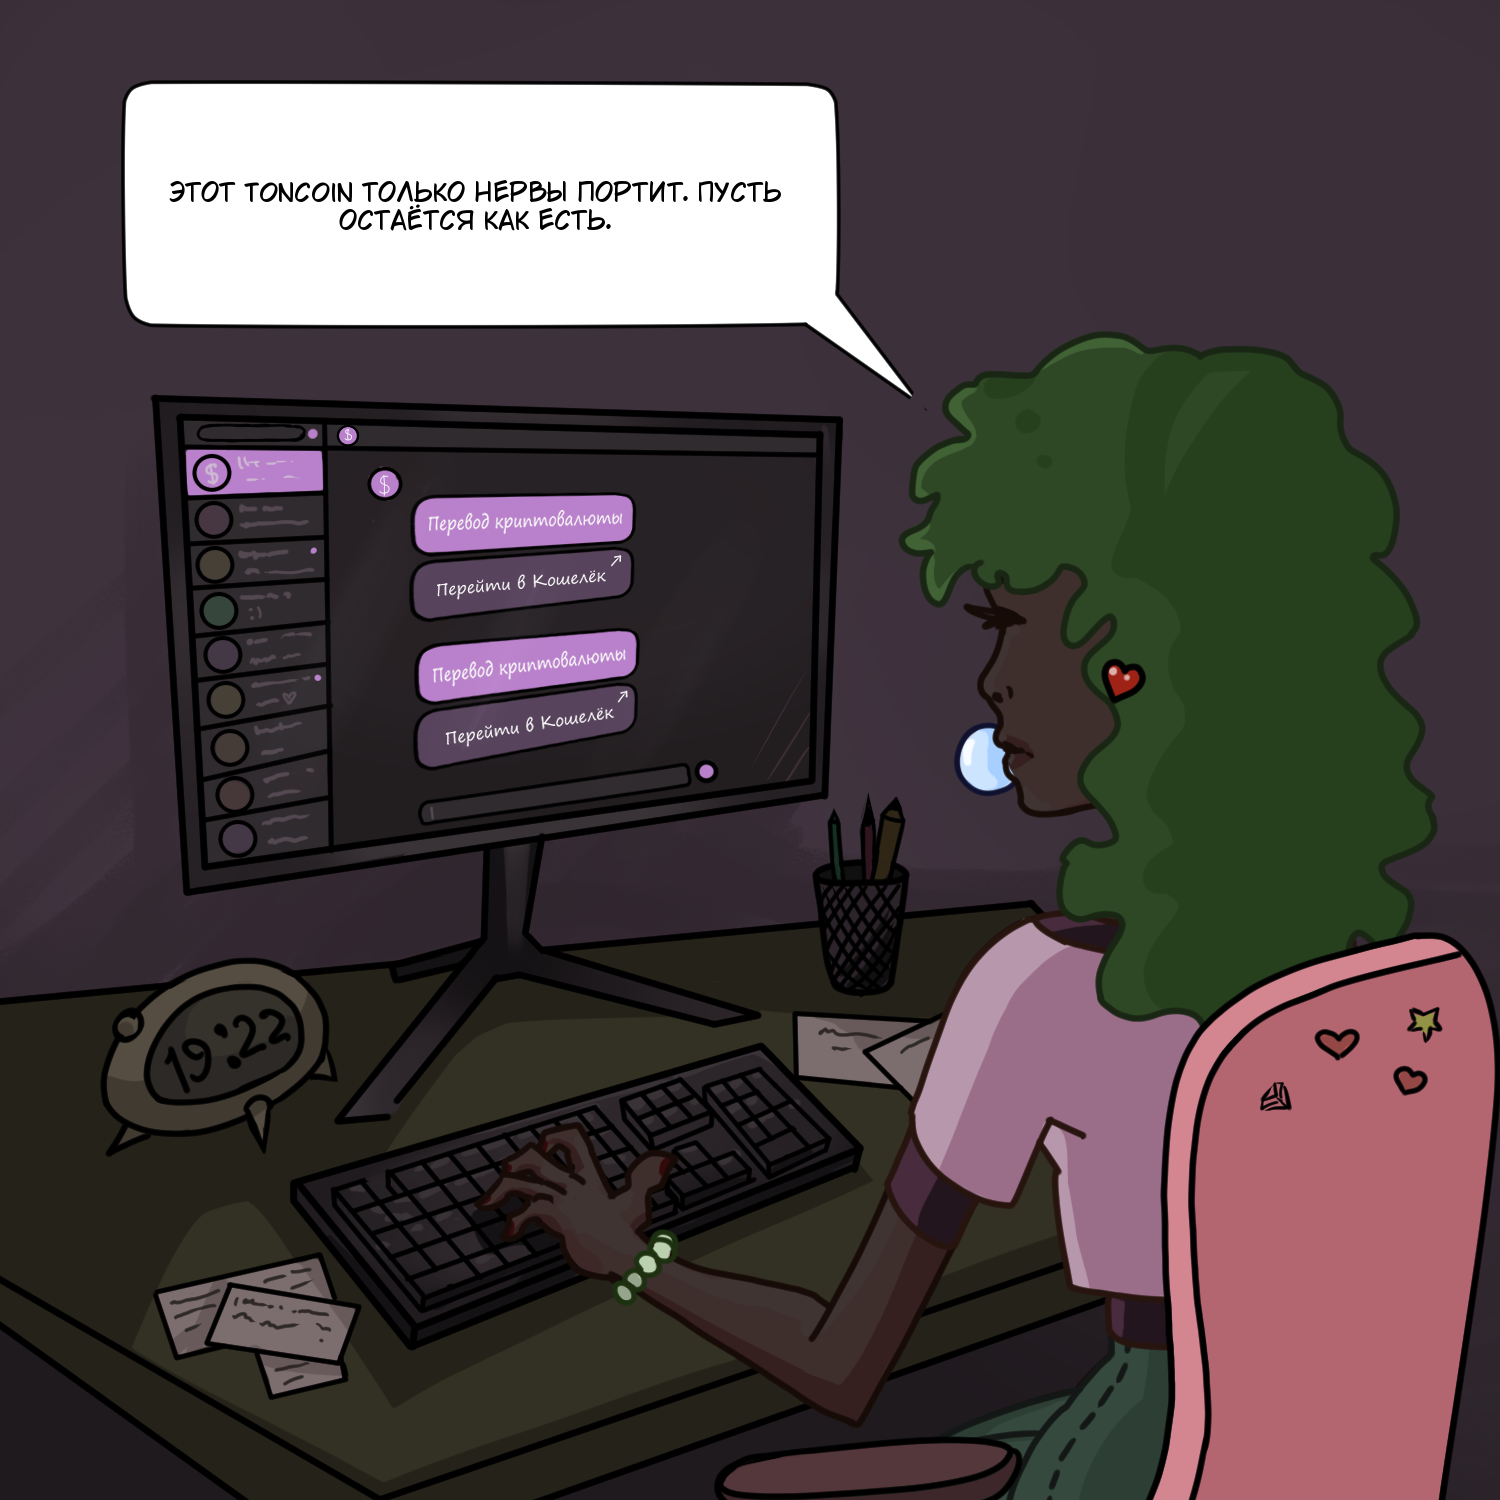 ЭТОТ TONCOIN ТОЛЬКО НЕРВЫ ПОРТИТ. ПУСТЬ
ОСТАЁТСЯ КАК ЕСТЬ.
$
$
$
Перевод криптовалюты
Перейти в Кошелёк
:)
Перевод криптовалюты
Перейти в Кошелёк
19:22